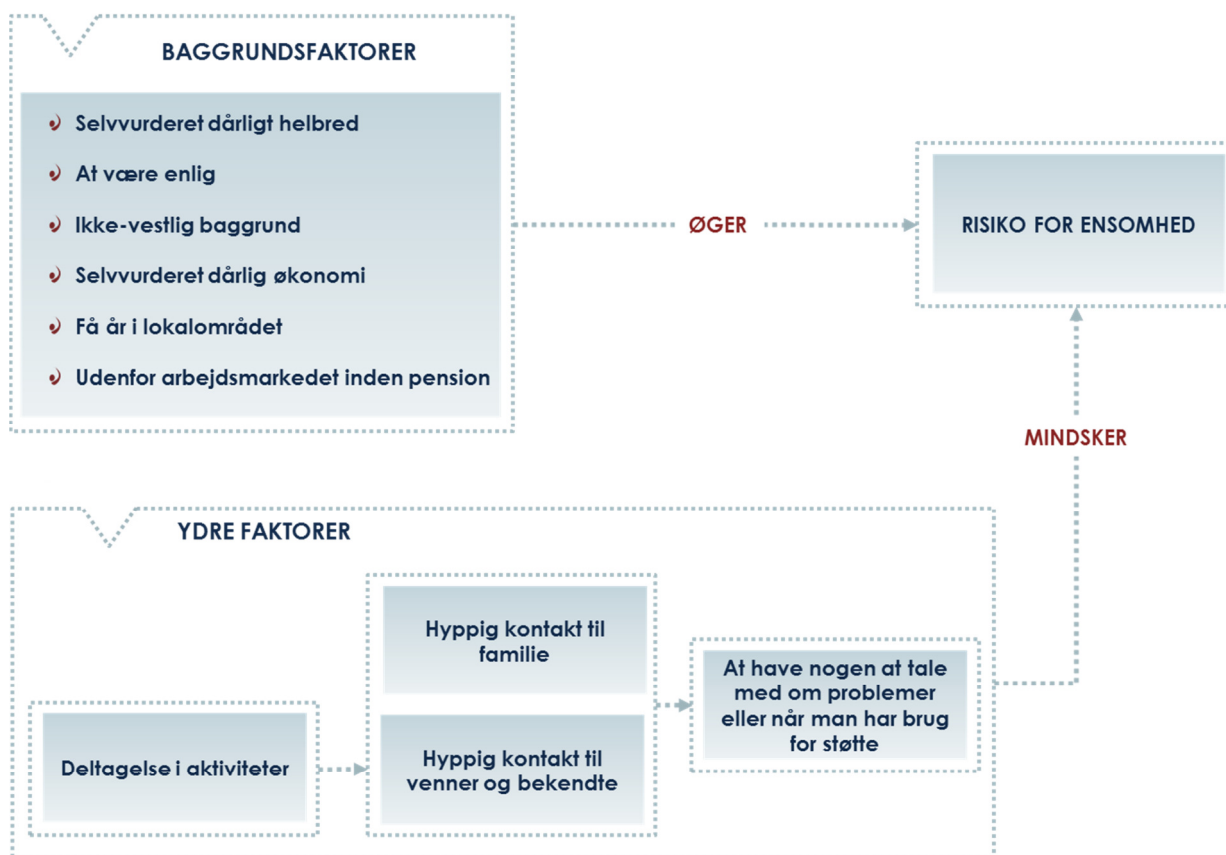 BAGGRUNDSFAKTORER
Selvvurderet dårligt helbred
At være enlig
Ikke-vestlig baggrund
Selvvurderet dårlig økonomi
Få år i lokalområdet
Udenfor arbejdsmarkedet inden pension
ØGER
RISIKO FOR ENSOMHED
MINDSKER
YDRE FAKTORER
Deltagelse i aktiviteter
Hyppig kontakt til
familie
Hyppig kontakt til
venner og bekendte
At have nogen at tale
med om problemer
eller når man har brug
for støtte